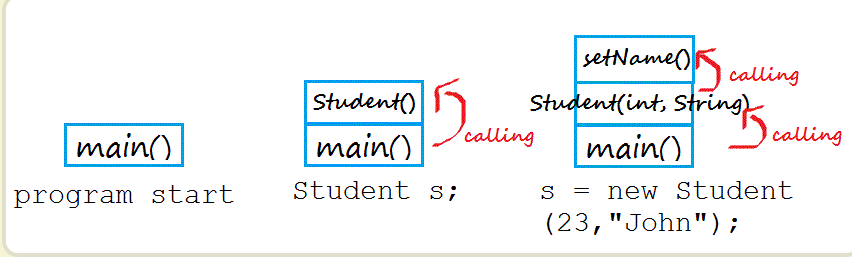 main()
program start
Student()
calling
main()
Student s;
setName()
calling
Student(int, String)
calling
main()
s = new Student
(23,"John");